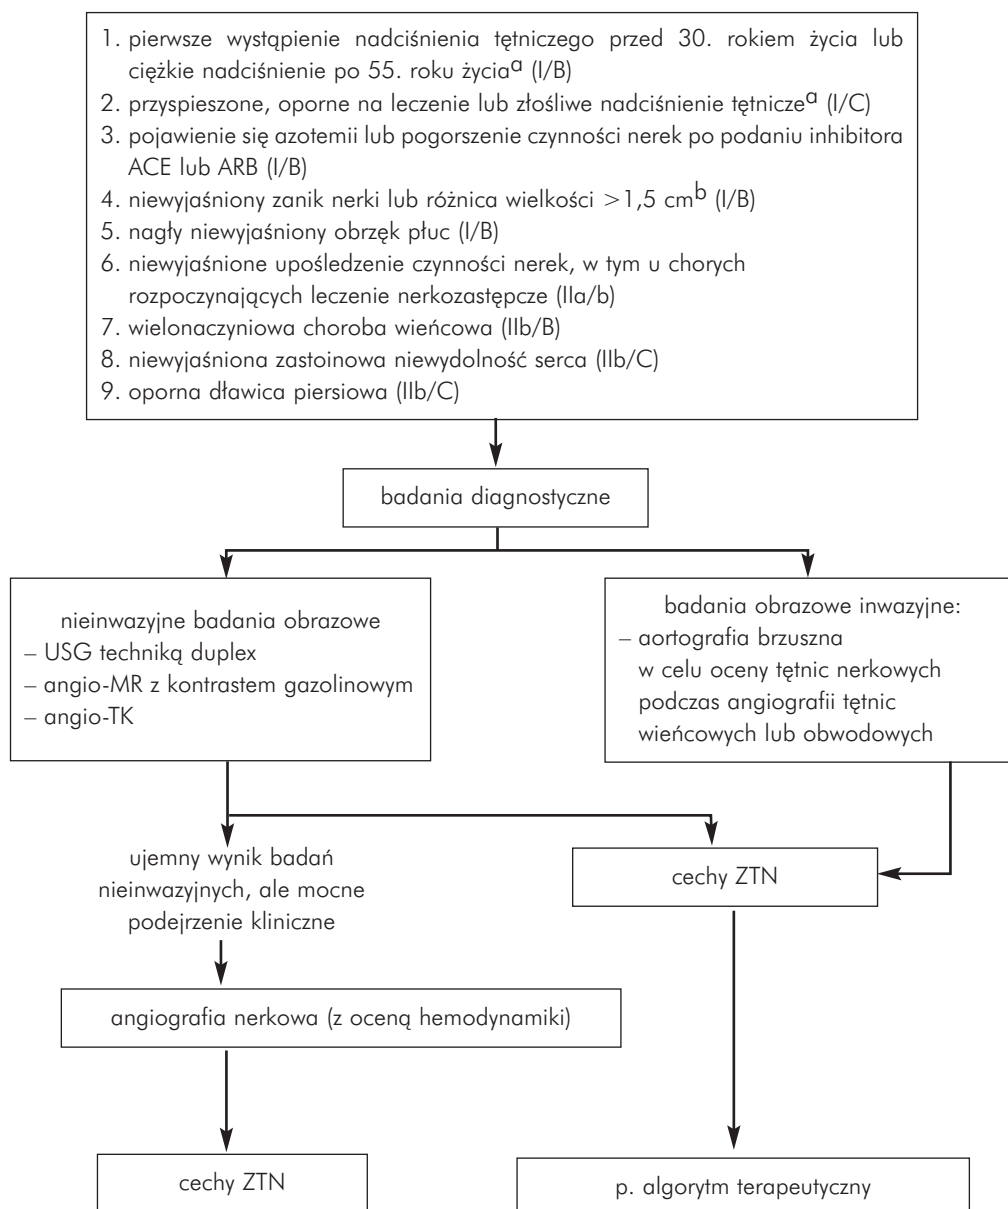 1. pierwsze wystąpienie nadciśnienia tętniczego przed 30. rokiem życia lub
ciężkie nadciśnienie po 55. roku życiaª (I/B)
2. przyspieszone, oporne na leczenie lub złośliwe nadciśnienie tętniczeª (I/C)
3. pojawienie się azotemii lub pogorszenie czynności nerek po podaniu inhibitora
ACE lub ARB (I/B)
4. niewyjaśniony zanik nerki lub różnica wielkości >1,5 cmᵇ (I/B)
5. nagły niewyjaśniony obrzęk płuc (I/B)
6. niewyjaśnione upośledzenie czynności nerek, w tym u chorych
rozpoczynających leczenie nerkozastępcze (IIa/b)
7. wielonaczyniowa choroba wieńcowa (IIb/B)
8. niewyjaśniona zastoinowa niewydolność serca (IIb/C)
9. oporna dławica piersiowa (IIb/C)
badania diagnostyczne
nieinwazyjne badania obrazowe
– USG techniką duplex
– angio-MR z kontrastem gazolinowym
– angio-TK
badania obrazowe inwazyjne:
– aortografia brzuszna
w celu oceny tętnic nerkowych
podczas angiografii tętnic
wieńcowych lub obwodowych
ujemny wynik badań
nieinwazyjnych, ale mocne
podejrzenie kliniczne
cechy ZTN
angiografia nerkowa (z oceną hemodynamiki)
cechy ZTN
p. algorytm terapeutyczny